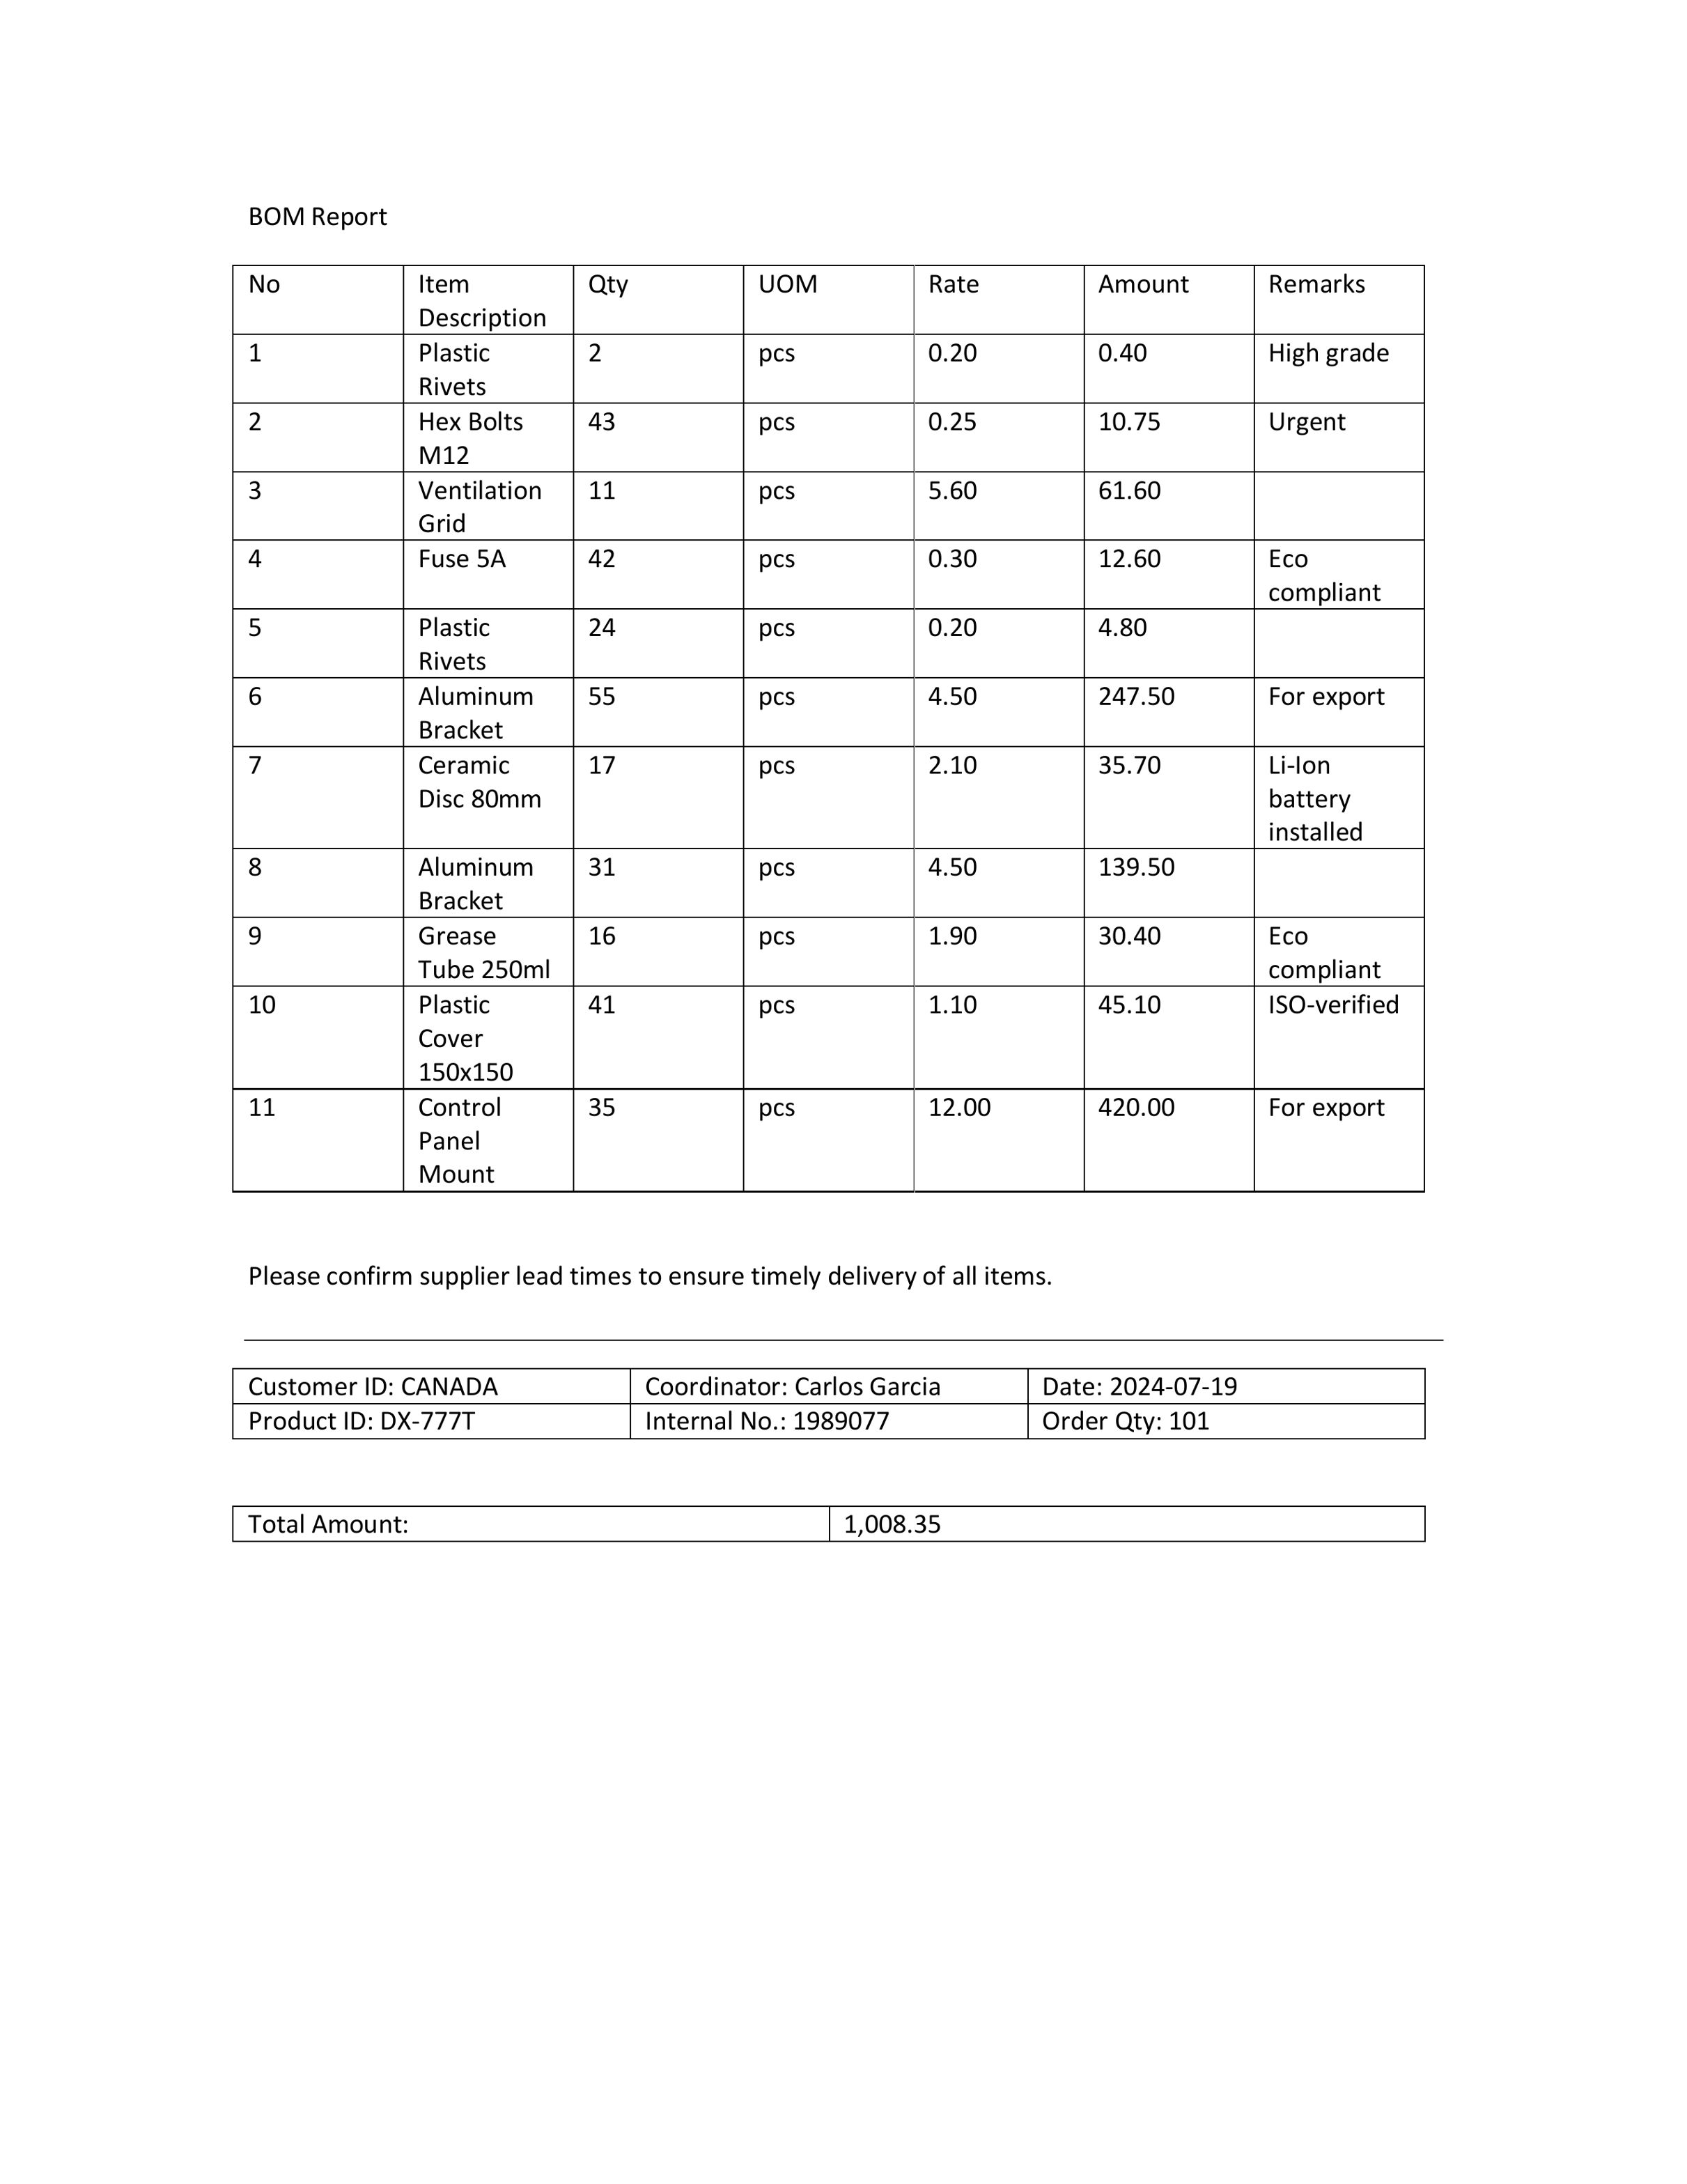 BOM Report
No Item Description Qty UOM Rate Amount Remarks
1 Plastic Rivets 2 pcs 0.20 0.40 High grade
2 Hex Bolts M12 43 pcs 0.25 10.75 Urgent
3 Ventilation Grid 11 pcs 5.60 61.60
4 Fuse 5A 42 pcs 0.30 12.60 Eco compliant
5 Plastic Rivets 24 pcs 0.20 4.80
6 Aluminum Bracket 55 pcs 4.50 247.50 For export
7 Ceramic Disc 80mm 17 pcs 2.10 35.70 Li-Ion battery installed
8 Aluminum Bracket 31 pcs 4.50 139.50
9 Grease Tube 250ml 16 pcs 1.90 30.40 Eco compliant
10 Plastic Cover 150x150 41 pcs 1.10 45.10 ISO-verified
11 Control Panel Mount 35 pcs 12.00 420.00 For export
Please confirm supplier lead times to ensure timely delivery of all items.
Customer ID: CANADA Coordinator: Carlos Garcia Date: 2024-07-19
Product ID: DX-777T Internal No.: 1989077 Order Qty: 101
Total Amount: 1,008.35